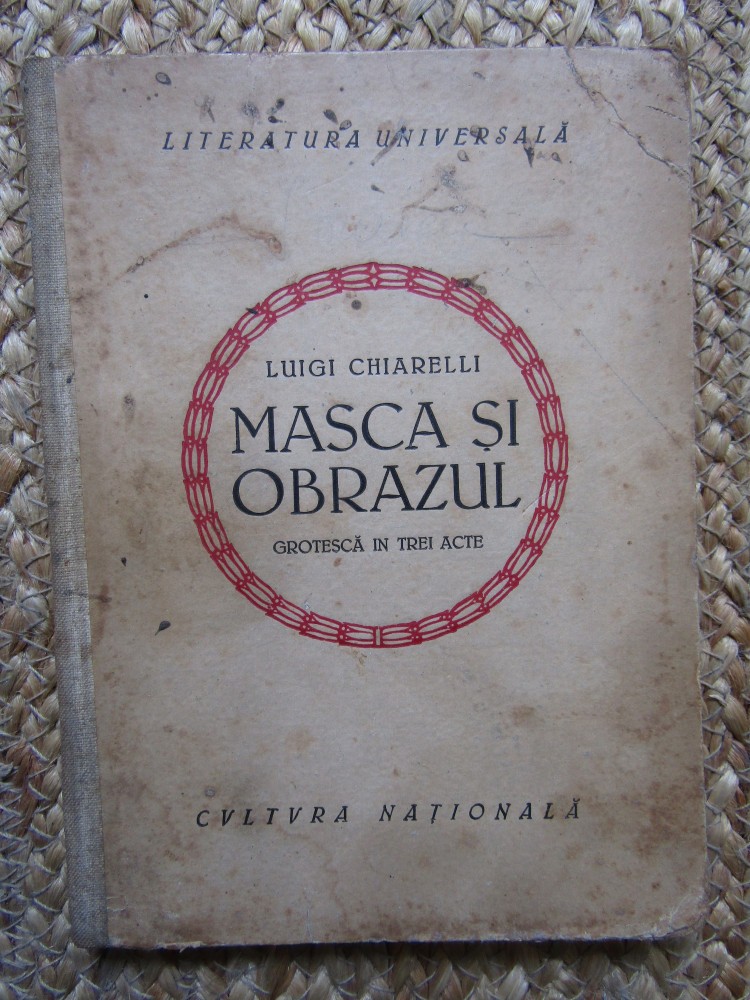 LITERATURA UNIVERSALĂ
LUIGI CHIARELLI
MASCA ȘI
OBRAZUL
GROTESCĂ IN TREI ACTE
CVLTVRA NAȚIONALĂ